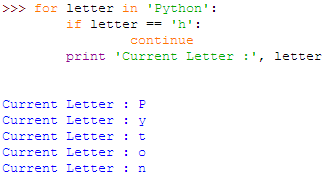 >>> for letter in 'Python':
        if letter == 'h':
                continue
        print 'Current Letter :', letter
Current Letter : P
Current Letter : y
Current Letter : t
Current Letter : o
Current Letter : n